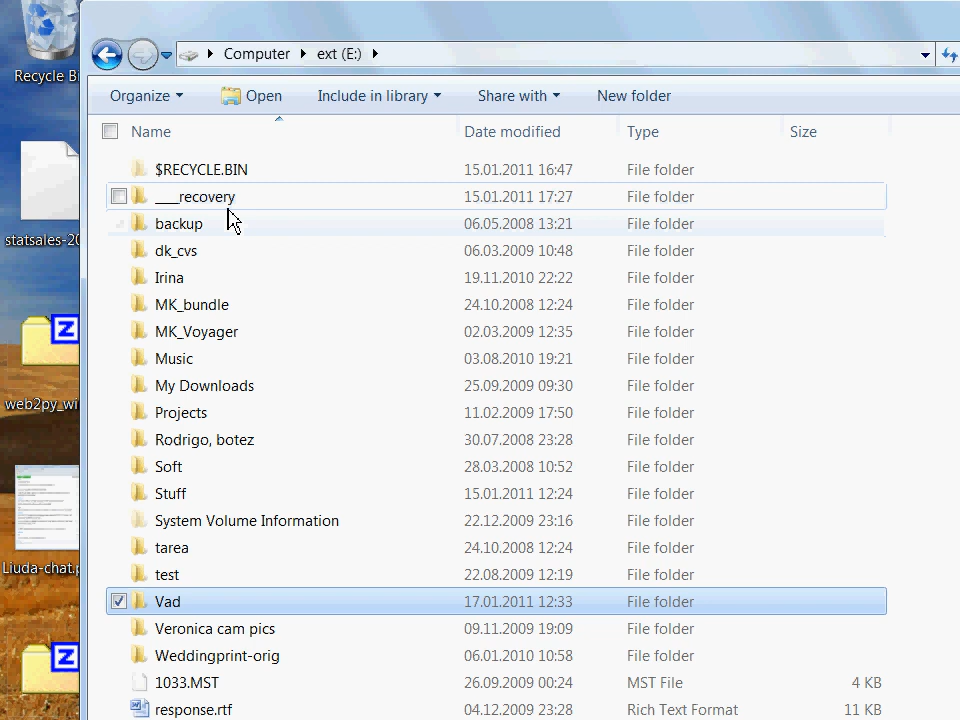 Recycle Bi
statsales-20
web2py_wi
Liuda-chat.p
Computer ext (E:)
Organize Open Include in library Share with New folder
Name Date modified Type Size
$RECYCLE.BIN 15.01.2011 16:47 File folder
____recovery 15.01.2011 17:27 File folder
backup 06.05.2008 13:21 File folder
dk_cvs 06.03.2009 10:48 File folder
Irina 19.11.2010 22:22 File folder
MK_bundle 24.10.2008 12:24 File folder
MK_Voyager 02.03.2009 12:35 File folder
Music 03.08.2010 19:21 File folder
My Downloads 25.09.2009 09:30 File folder
Projects 11.02.2009 17:50 File folder
Rodrigo, botez 30.07.2008 23:28 File folder
Soft 28.03.2008 10:52 File folder
Stuff 15.01.2011 12:24 File folder
System Volume Information 22.12.2009 23:16 File folder
tarea 24.10.2008 12:24 File folder
test 22.08.2009 12:19 File folder
Vad 17.01.2011 12:33 File folder
Veronica cam pics 09.11.2009 19:09 File folder
Weddingprint-orig 06.01.2010 10:58 File folder
1033.MST 26.09.2009 00:24 MST File 4 KB
response.rtf 04.12.2009 23:28 Rich Text Format 11 KB